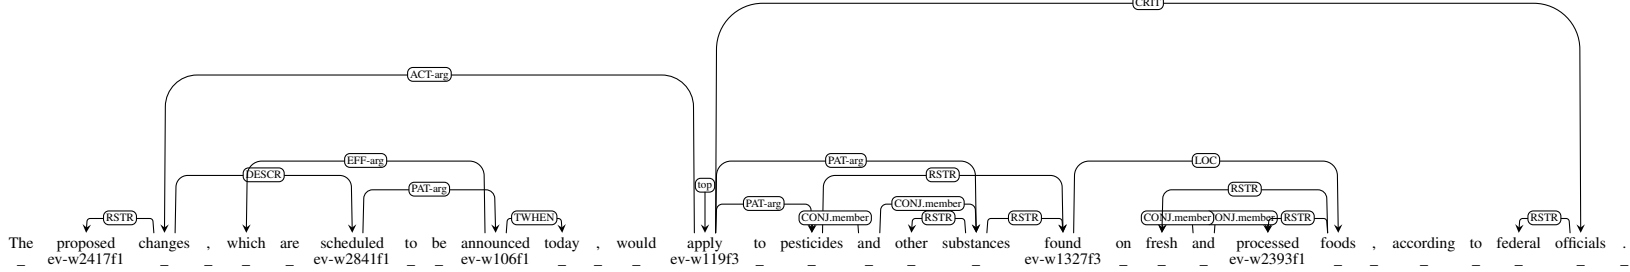 CRIT
ACT-arg
EFF-arg PAT-arg LOC
DESCR RSTR
top
PAT-arg RSTR
PAT-arg CONJ.member
RSTR TWHEN CONJ.member RSTR RSTR CONJ.member ONJ.member RSTR RSTR
The proposed changes , which are scheduled to be announced today , would apply to pesticides and other substances found on fresh and processed foods , according to federal officials .
_ ev-w2417f1 _ _ _ _ ev-w2841f1 _ _ ev-w106f1 _ _ _ ev-w119f3 _ _ _ _ _ ev-w1327f3 _ _ _ ev-w2393f1 _ _ _ _ _ _ _